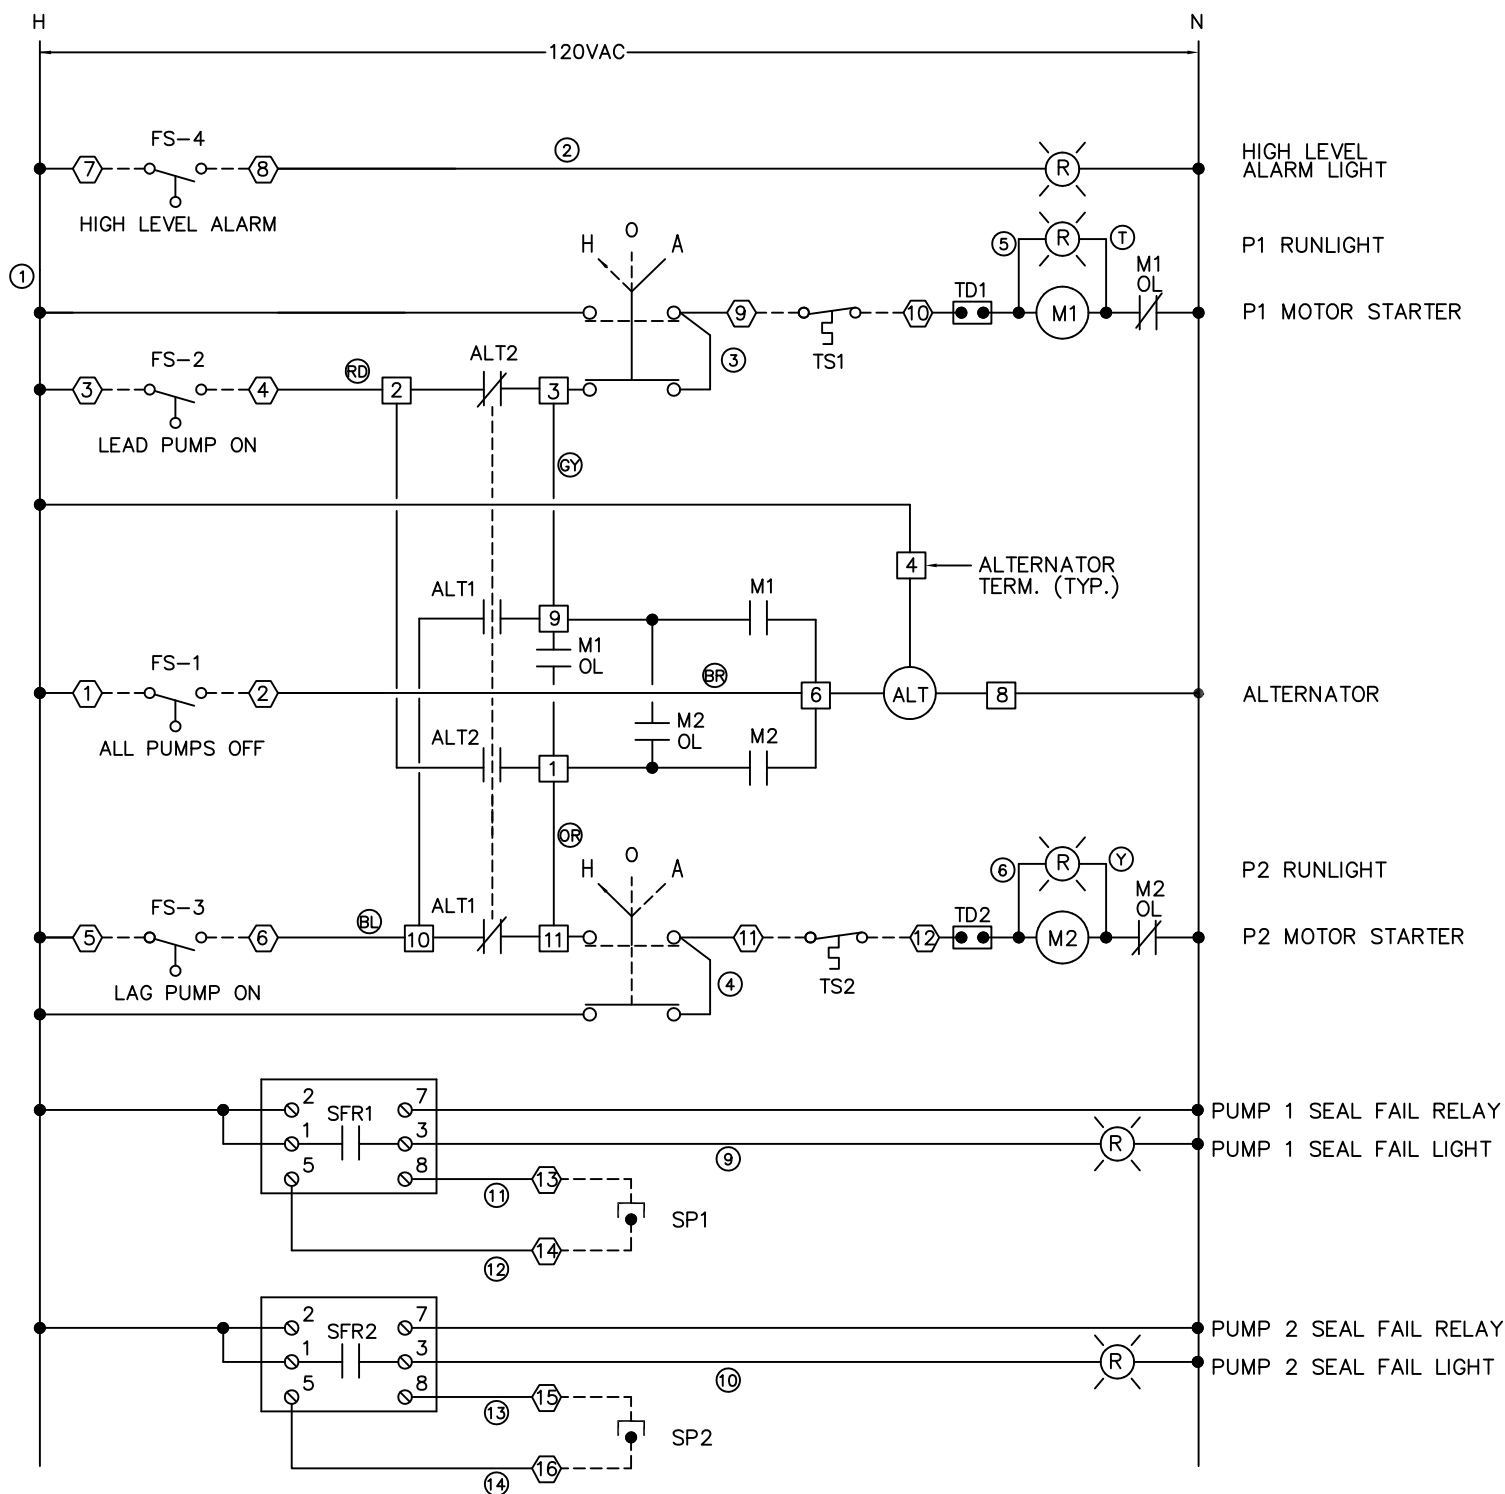 H
N
120VAC
FS-4
7
8
2
R
HIGH LEVEL
ALARM LIGHT
HIGH LEVEL ALARM
1
H
O
A
5
R
T
P1 RUNLIGHT
M1
OL
TD1
9
10
M1
P1 MOTOR STARTER
TS1
3
FS-2
RD
ALT2
3
4
2
3
LEAD PUMP ON
GY
4
ALTERNATOR
TERM. (TYP.)
ALT1
9
M1
M1
OL
FS-1
1
2
BR
6
ALT
8
ALTERNATOR
ALL PUMPS OFF
M2
OL
ALT2
1
M2
OR
H
O
A
6
R
Y
P2 RUNLIGHT
M2
OL
FS-3
BL
ALT1
TD2
5
6
10
11
11
12
M2
P2 MOTOR STARTER
LAG PUMP ON
4
TS2
2
SFR1
7
PUMP 1 SEAL FAIL RELAY
1
3
R
PUMP 1 SEAL FAIL LIGHT
9
5
8
11
13
SP1
12
14
2
SFR2
7
PUMP 2 SEAL FAIL RELAY
1
3
R
PUMP 2 SEAL FAIL LIGHT
10
5
8
13
15
SP2
14
16